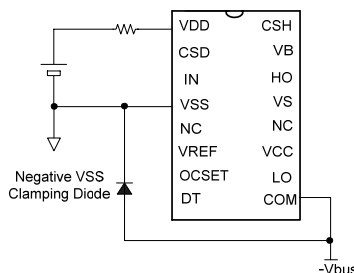 VDD CSH
CSD VB
IN HO
VSS VS
NC NC
VREF VCC
OCSET LO
DT COM
Negative VSS
Clamping Diode
-Vbus